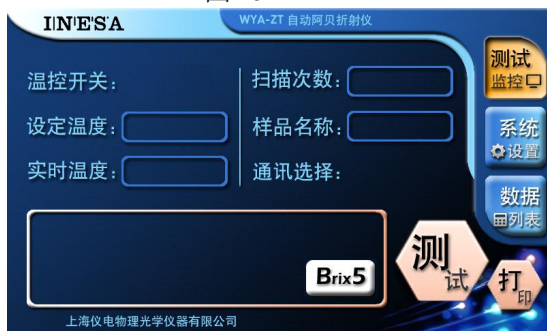 INESA
WYA-ZT 自动阿贝折射仪
温控开关：
扫描次数：
设定温度：
样品名称：
实时温度：
通讯选择：
测试
监控
系统
设置
数据
列表
Brix5
测试
打印
上海仪电物理光学仪器有限公司